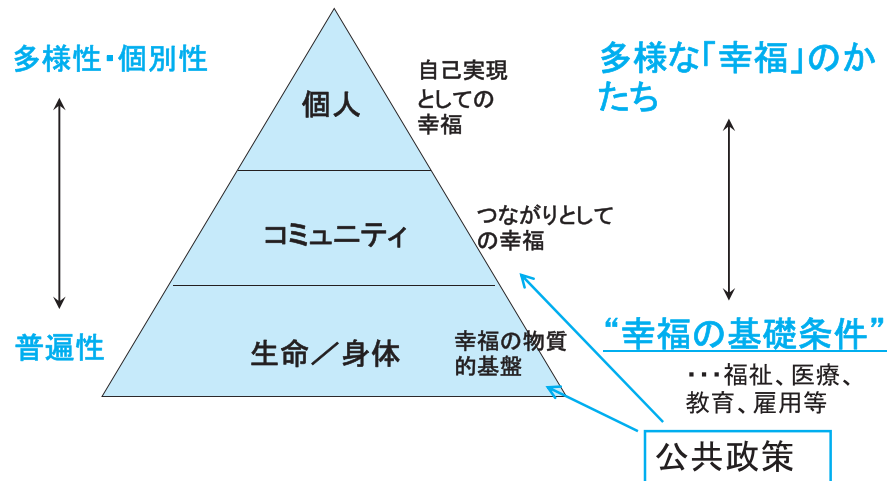 多様性・個別性
普遍性
個人
自己実現
としての
幸福
コミュニティ
つながりとして
の幸福
生命／身体
幸福の物質
的基盤
多様な「幸福」のか
たち
“幸福の基礎条件”
・・・福祉、医療、
教育、雇用等
公共政策